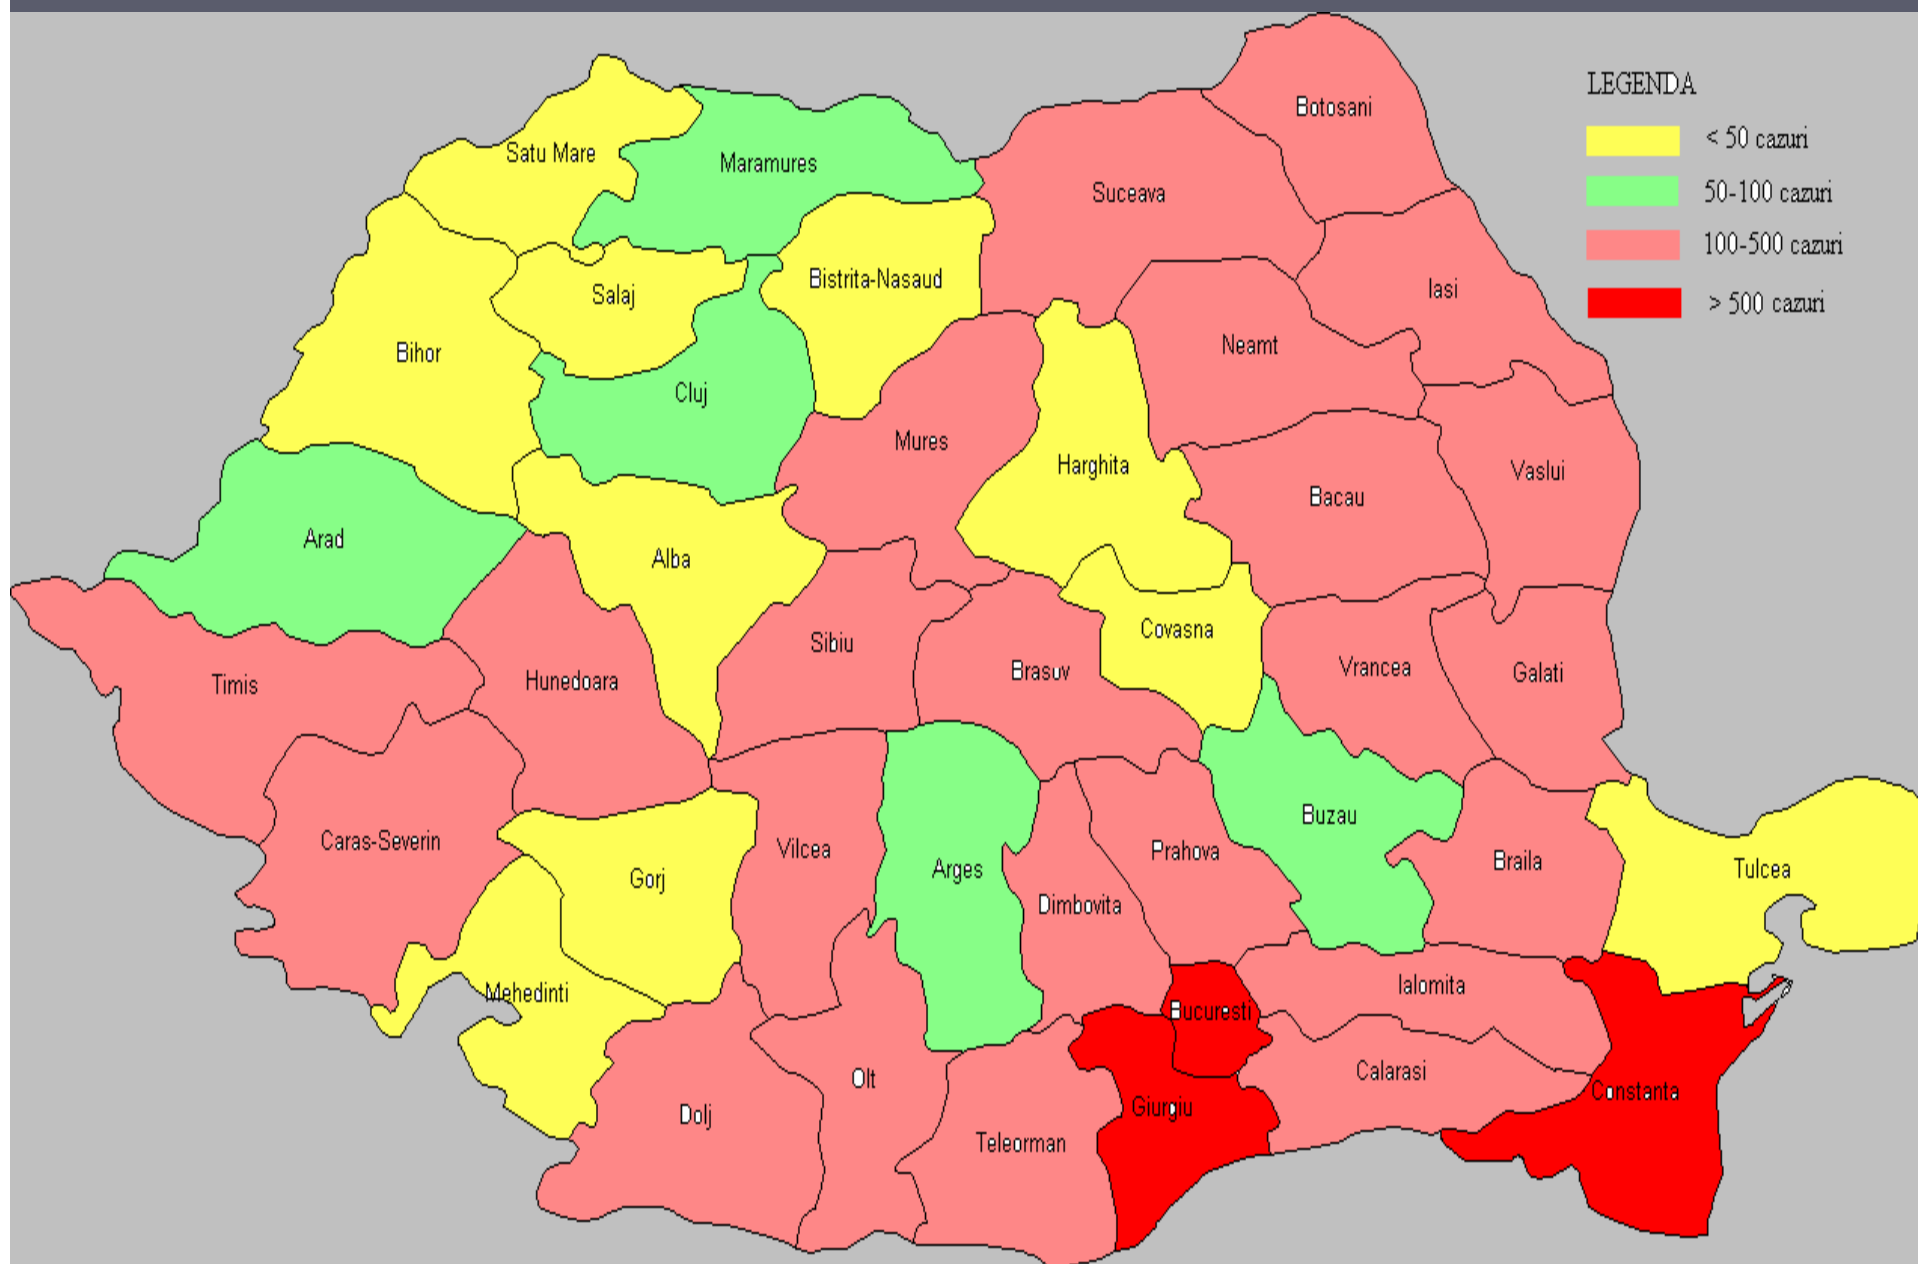 LEGENDA
< 50 cazuri
50-100 cazuri
100-500 cazuri
> 500 cazuri
Botosani
Satu Mare
Maramures
Suceava
Bistrita-Nasaud
Salaj
Iasi
Neamt
Bihor
Cluj
Mures
Harghita
Vaslui
Bacau
Arad
Alba
Covasna
Sibiu
Brasov
Vrancea
Galati
Timis
Hunedoara
Buzau
Caras-Severin
Vilcea
Prahova
Braila
Arges
Tulcea
Gorj
Dimbovita
Ialomita
Mehedinti
Bucuresti
Calarasi
Olt
Constanta
Giurgiu
Dolj
Teleorman